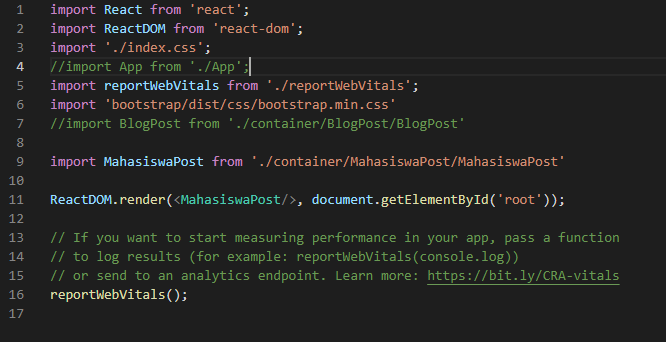 1 import React from 'react';
2 import ReactDOM from 'react-dom';
3 import './index.css';
4 //import App from './App';
5 import reportWebVitals from './reportWebVitals';
6 import 'bootstrap/dist/css/bootstrap.min.css'
7 //import BlogPost from './container/BlogPost/BlogPost'
8
9 import MahasiswaPost from './container/MahasiswaPost/MahasiswaPost'
10
11 ReactDOM.render(<MahasiswaPost/>, document.getElementById('root'));
12
13 // If you want to start measuring performance in your app, pass a function
14 // to log results (for example: reportWebVitals(console.log))
15 // or send to an analytics endpoint. Learn more: https://bit.ly/CRA-vitals
16 reportWebVitals();
17